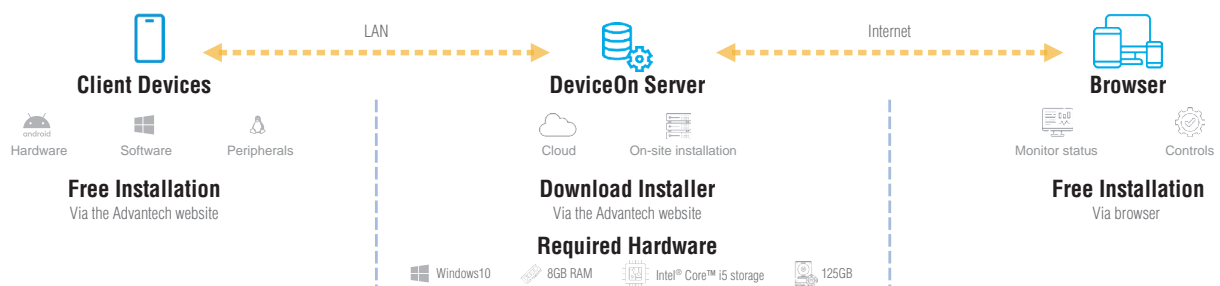 LAN
Internet
Client Devices
DeviceOn Server
Browser
android
Hardware
Software
Peripherals
Cloud
On-site installation
Monitor status
Controls
Free Installation
Via the Advantech website
Download Installer
Via the Advantech website
Free Installation
Via browser
Required Hardware
Windows10
8GB RAM
Intel® Core™ i5 storage
125GB